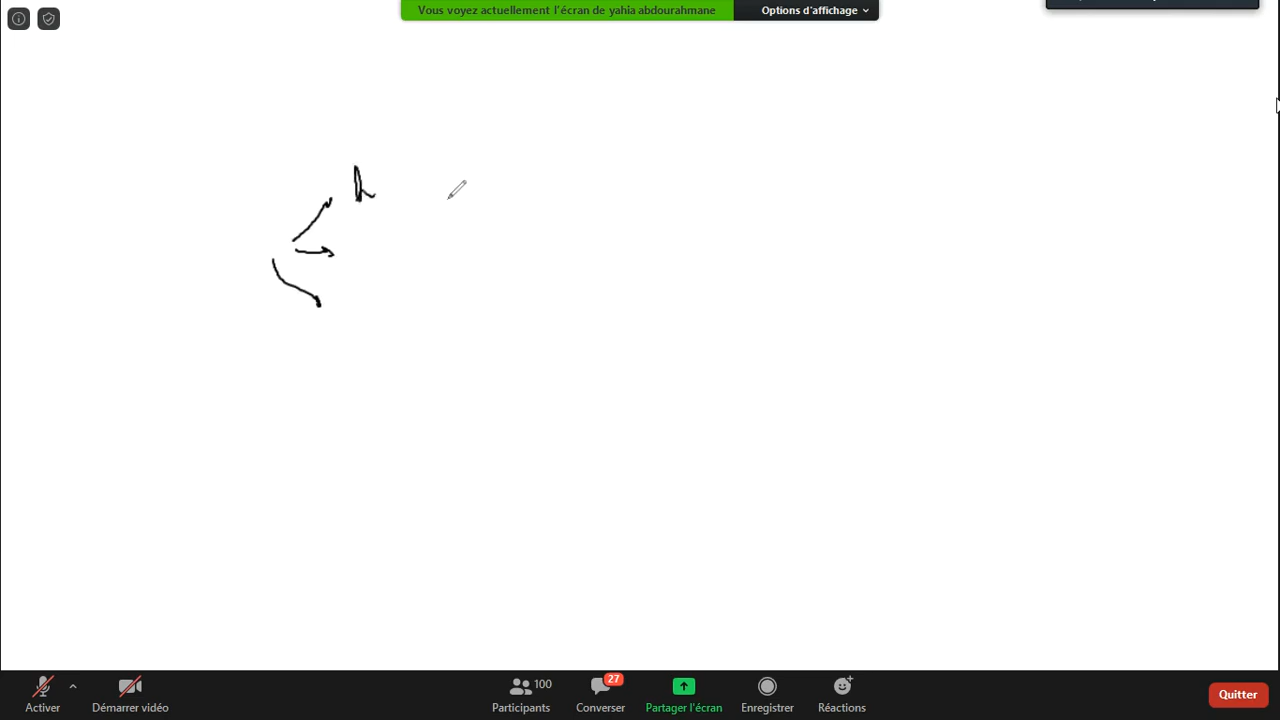 Vous voyez actuellement l'écran de yahia abdourahmane
Options d'affichage
h
100
27
Activer
Démarrer vidéo
Participants
Converser
Partager l'écran
Enregistrer
Réactions
Quitter